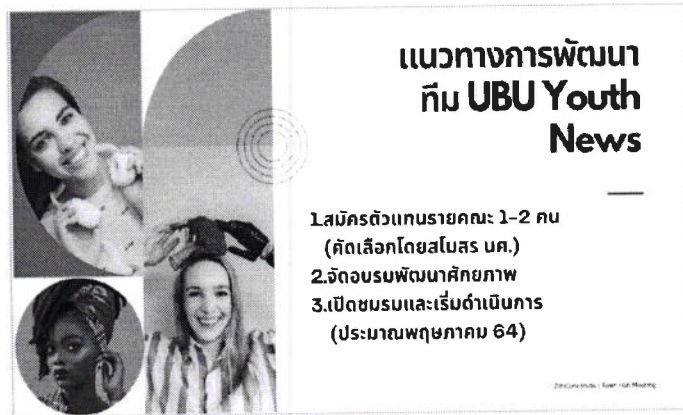 แนวทางการพัฒนา
ทีม UBU Youth
News
1.สมัครตัวแทนรายคณะ 1-2 คน
(คัดเลือกโดยสโมสร นศ.)
2.จัดอบรมพัฒนาศักยภาพ
3.เปิดชมรมและเริ่มดำเนินการ
(ประมาณพฤษภาคม 64)